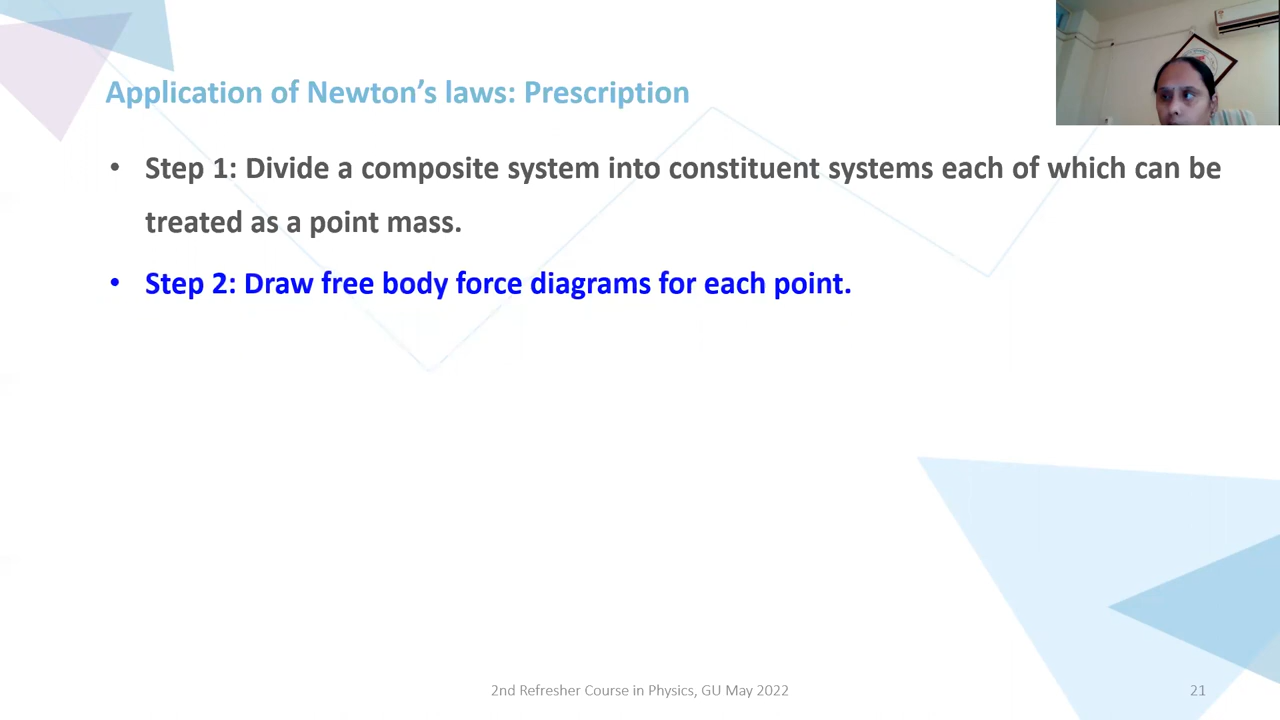 Application of Newton’s laws: Prescription
• Step 1: Divide a composite system into constituent systems each of which can be
treated as a point mass.
• Step 2: Draw free body force diagrams for each point.
2nd Refresher Course in Physics, GU May 2022
21